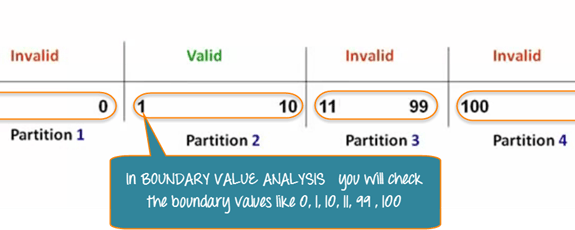 Invalid Valid Invalid Invalid
0 1 10 11 99 100
Partition 1 Partition 2 Partition 3 Partition 4
In BOUNDARY VALUE ANALYSIS you will check
the boundary values like 0, 1, 10, 11, 99 , 100